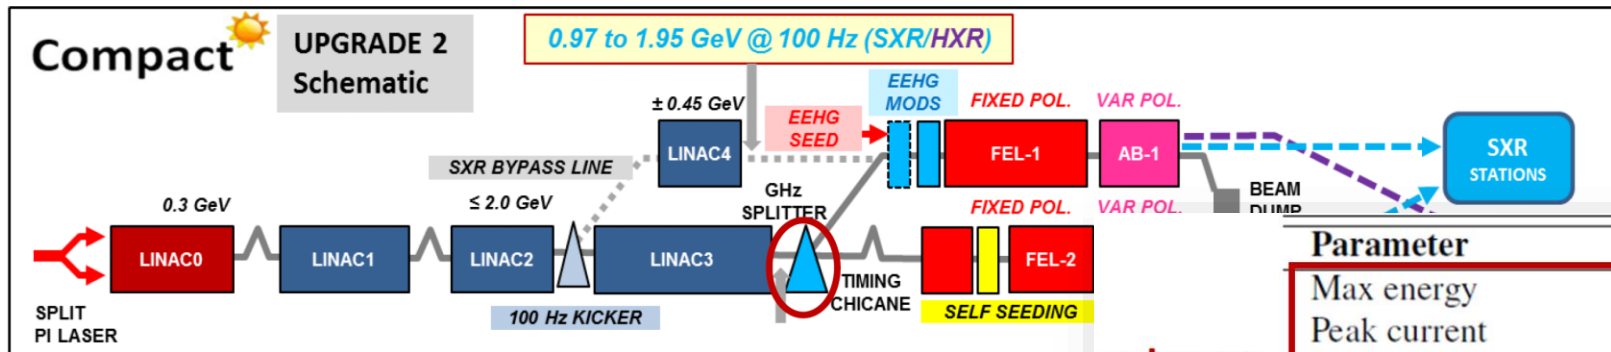 Compact
UPGRADE 2
Schematic
0.97 to 1.95 GeV @ 100 Hz (SXR/HXR)
± 0.45 GeV
LINAC4
EEHG
SEED
EEHG
MODS
FIXED POL.
VAR POL.
FEL-1
AB-1
SXR
STATIONS
SXR BYPASS LINE
0.3 GeV
≤ 2.0 GeV
GHz
SPLITTER
FIXED POL.
VAR POL.
BEAM
DUMP
LINAC0
LINAC1
LINAC2
LINAC3
FEL-2
TIMING
CHICANE
SPLIT
PI LASER
100 Hz KICKER
SELF SEEDING
Parameter
Max energy
Peak current